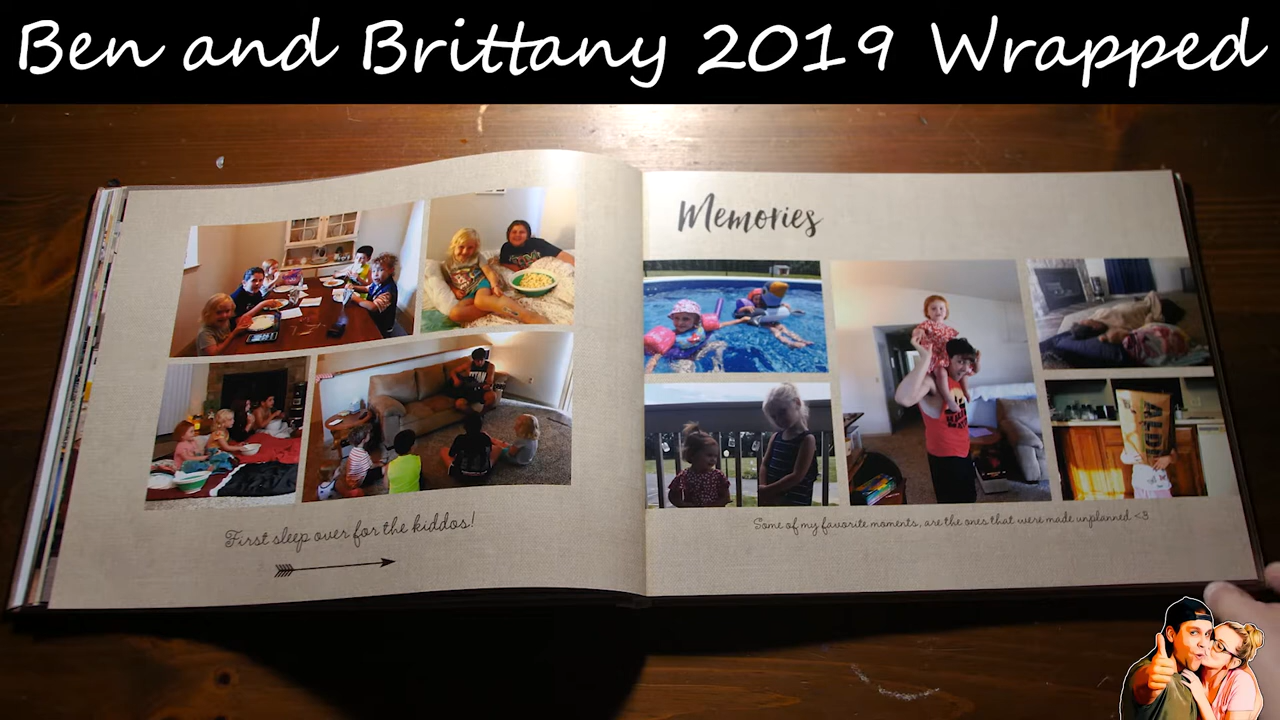 Ben and Brittany 2019 Wrapped
Memories
First sleep over for the kiddos!
Some of my favorite moments, are the ones that were made unplanned <3